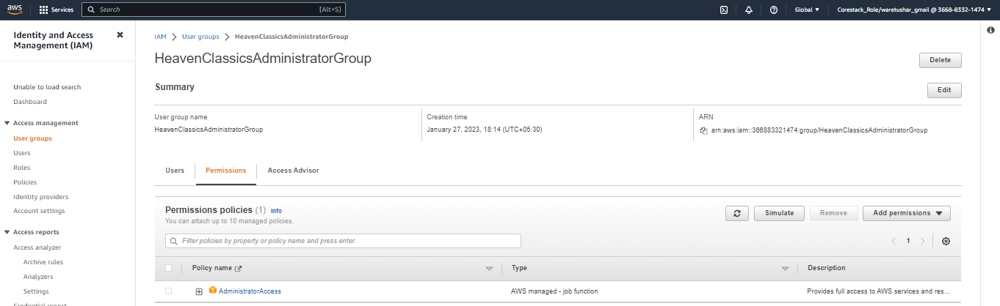 aws Services Search [Alt+S] Global Corestack_Role/waretushar_gmail @ 3668-8332-1474
Identity and Access
Management (IAM)
Unable to load search
Dashboard
Access management
User groups
Users
Roles
Policies
Identity providers
Account settings
Access reports
Access analyzer
Archive rules
Analyzers
Settings
Credential report
IAM > User groups > HeavenClassicsAdministratorGroup
HeavenClassicsAdministratorGroup
Delete
Summary
Edit
User group name
HeavenClassicsAdministratorGroup
Creation time
January 27, 2023, 18:14 (UTC+05:30)
ARN
arn:aws:iam::366883321474:group/HeavenClassicsAdministratorGroup
Users Permissions Access Advisor
Permissions policies (1) Info
You can attach up to 10 managed policies.
Simulate Remove Add permissions
Filter policies by property or policy name and press enter.
1
Policy name Type Description
AdministratorAccess AWS managed - job function Provides full access to AWS services and res...